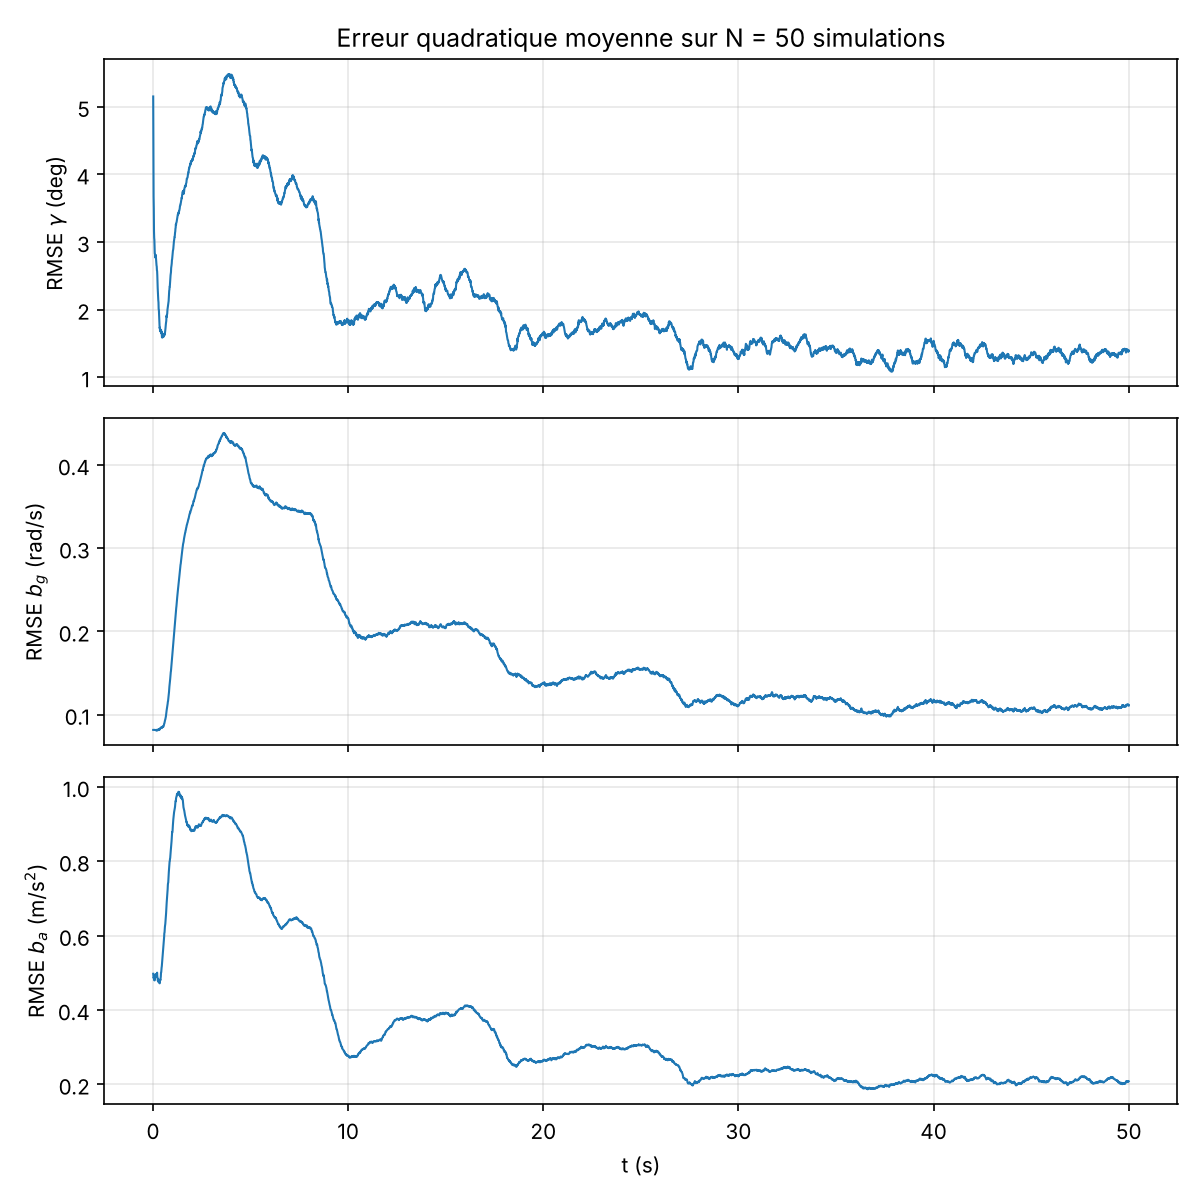 Erreur quadratique moyenne sur N = 50 simulations
RMSE γ (deg)
5
4
3
2
1
RMSE b_g (rad/s)
0.4
0.3
0.2
0.1
RMSE b_a (m/s²)
1.0
0.8
0.6
0.4
0.2
0 10 20 30 40 50
t (s)